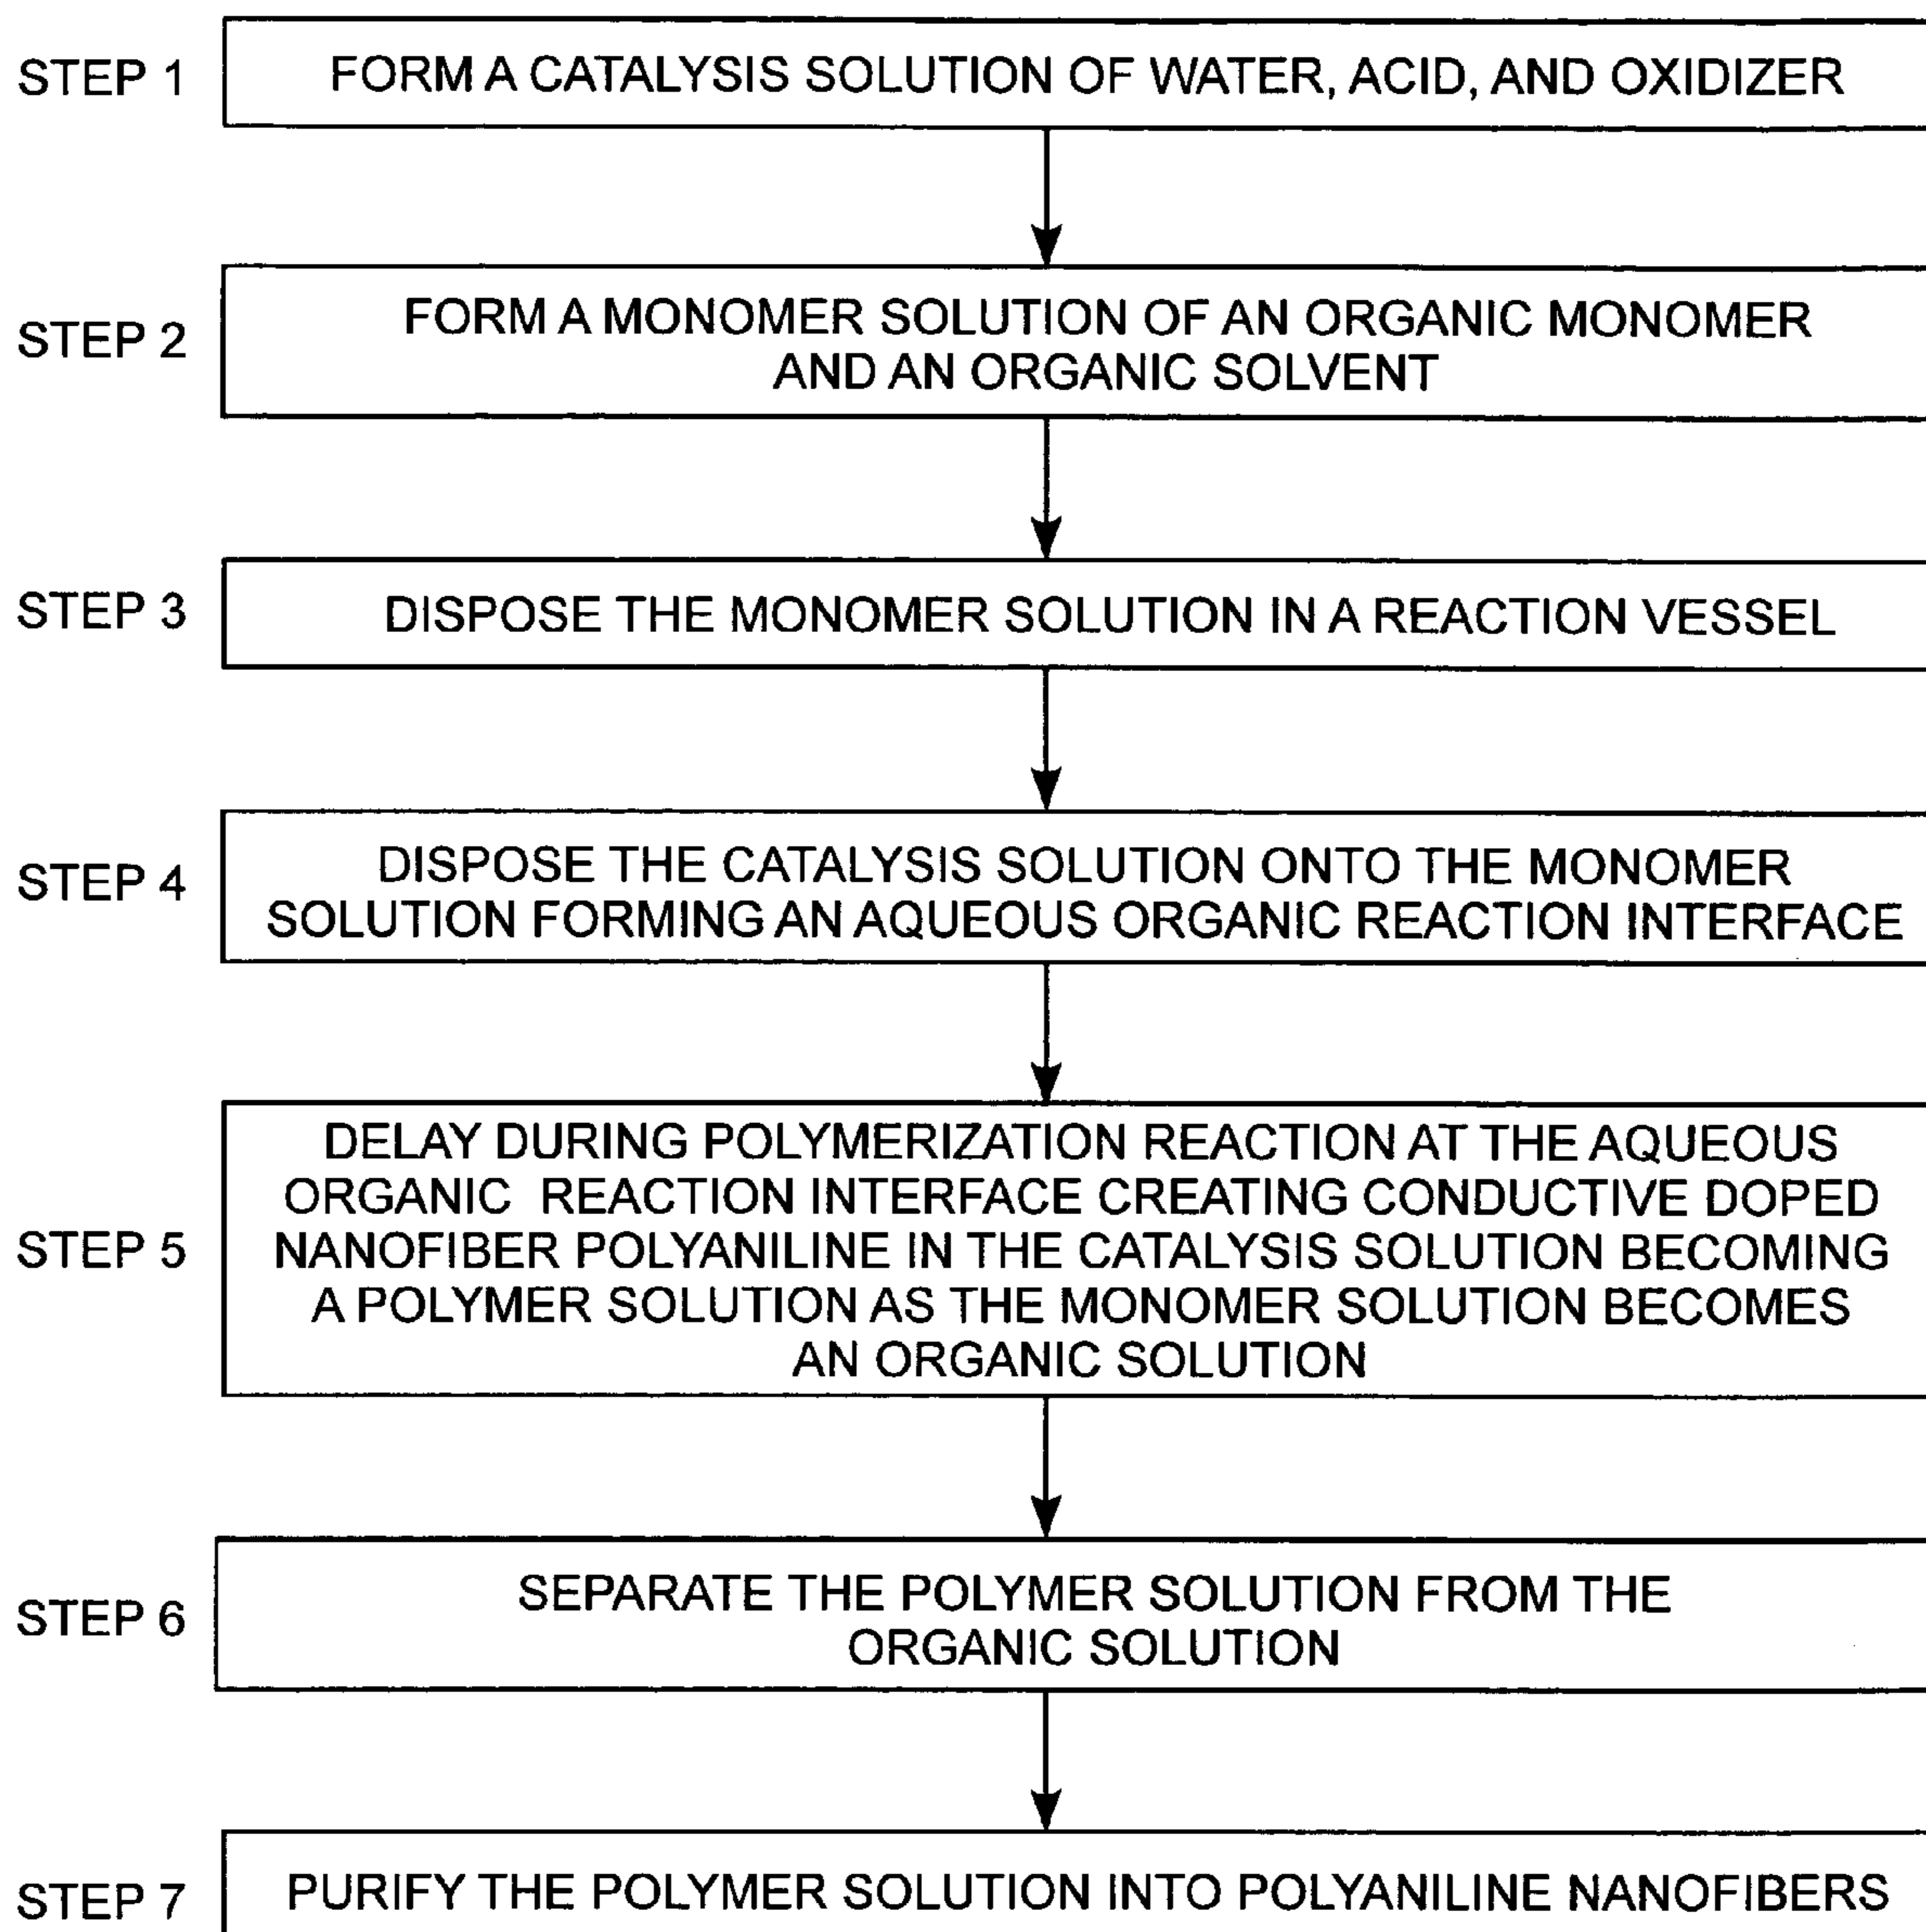 STEP 1
FORM A CATALYSIS SOLUTION OF WATER, ACID, AND OXIDIZER
STEP 2
FORM A MONOMER SOLUTION OF AN ORGANIC MONOMER
AND AN ORGANIC SOLVENT
STEP 3
DISPOSE THE MONOMER SOLUTION IN A REACTION VESSEL
STEP 4
DISPOSE THE CATALYSIS SOLUTION ONTO THE MONOMER
SOLUTION FORMING AN AQUEOUS ORGANIC REACTION INTERFACE
STEP 5
DELAY DURING POLYMERIZATION REACTION AT THE AQUEOUS
ORGANIC REACTION INTERFACE CREATING CONDUCTIVE DOPED
NANOFIBER POLYANILINE IN THE CATALYSIS SOLUTION BECOMING
A POLYMER SOLUTION AS THE MONOMER SOLUTION BECOMES
AN ORGANIC SOLUTION
STEP 6
SEPARATE THE POLYMER SOLUTION FROM THE
ORGANIC SOLUTION
STEP 7
PURIFY THE POLYMER SOLUTION INTO POLYANILINE NANOFIBERS